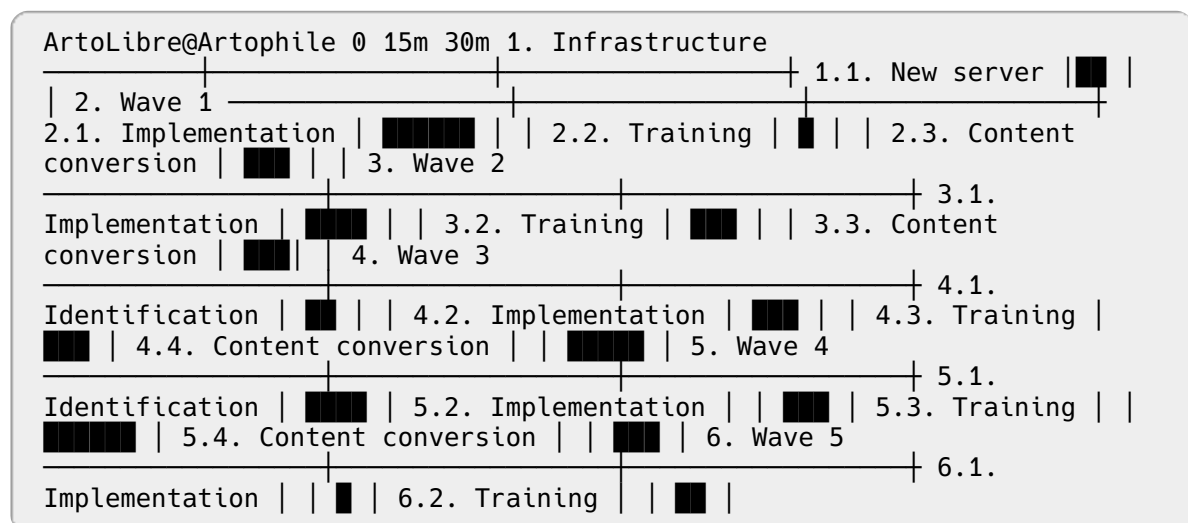 ArtoLibre@Artophile 0 15m 30m 1. Infrastructure
──────────┼──────────────────┼──────────────────┤ 1.1. New server │██ │
│ 2. Wave 1 ──────────────────┼──────────────────┼──────────────────┼
2.1. Implementation │ ██████ │ │ 2.2. Training │ █ │ │ 2.3. Content
conversion │ ███ │ │ 3. Wave 2
──────────────────┼──────────────────┼──────────────────┤ 3.1.
Implementation │ ████ │ │ 3.2. Training │ ███ │ │ 3.3. Content
conversion │ ███│ │ 4. Wave 3
──────────────────┼──────────────────┼──────────────────┤ 4.1.
Identification │ ██ │ │ 4.2. Implementation │ ███ │ │ 4.3. Training │
███ │ 4.4. Content conversion │ │ █████ │ 5. Wave 4
──────────────────┼──────────────────┼──────────────────┤ 5.1.
Identification │ ████ │ 5.2. Implementation │ │ ███ │ 5.3. Training │ │
██████ │ 5.4. Content conversion │ │ ███ │ 6. Wave 5
──────────────────┼──────────────────┼──────────────────┤ 6.1.
Implementation │ │ █ │ 6.2. Training │ │ ██ │